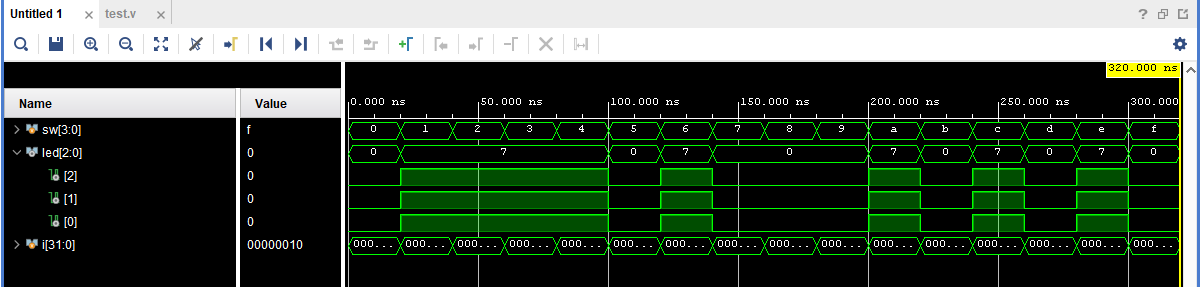 Untitled 1 × test.v × ?
320.000 ns
Name Value 0.000 ns 50.000 ns 100.000 ns 150.000 ns 200.000 ns 250.000 ns 300.000
sw[3:0] f 0 1 2 3 4 5 6 7 8 9 a b c d e f
led[2:0] 0 0 7 0 7 0 7 0 7 0 7 0
[2] 0
[1] 0
[0] 0
i[31:0] 00000010 000... 000... 000... 000... 000... 000... 000... 000... 000... 000... 000... 000... 000... 000... 000... 000...